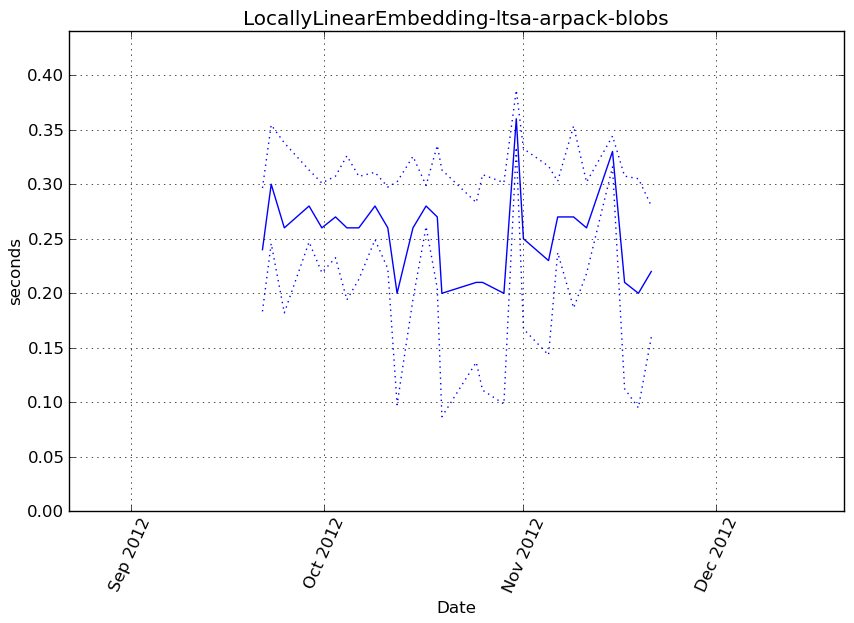 LocallyLinearEmbedding-ltsa-arpack-blobs
0.40
0.35
0.30
0.25
0.20
0.15
0.10
0.05
0.00
seconds
Sep 2012
Oct 2012
Nov 2012
Dec 2012
Date